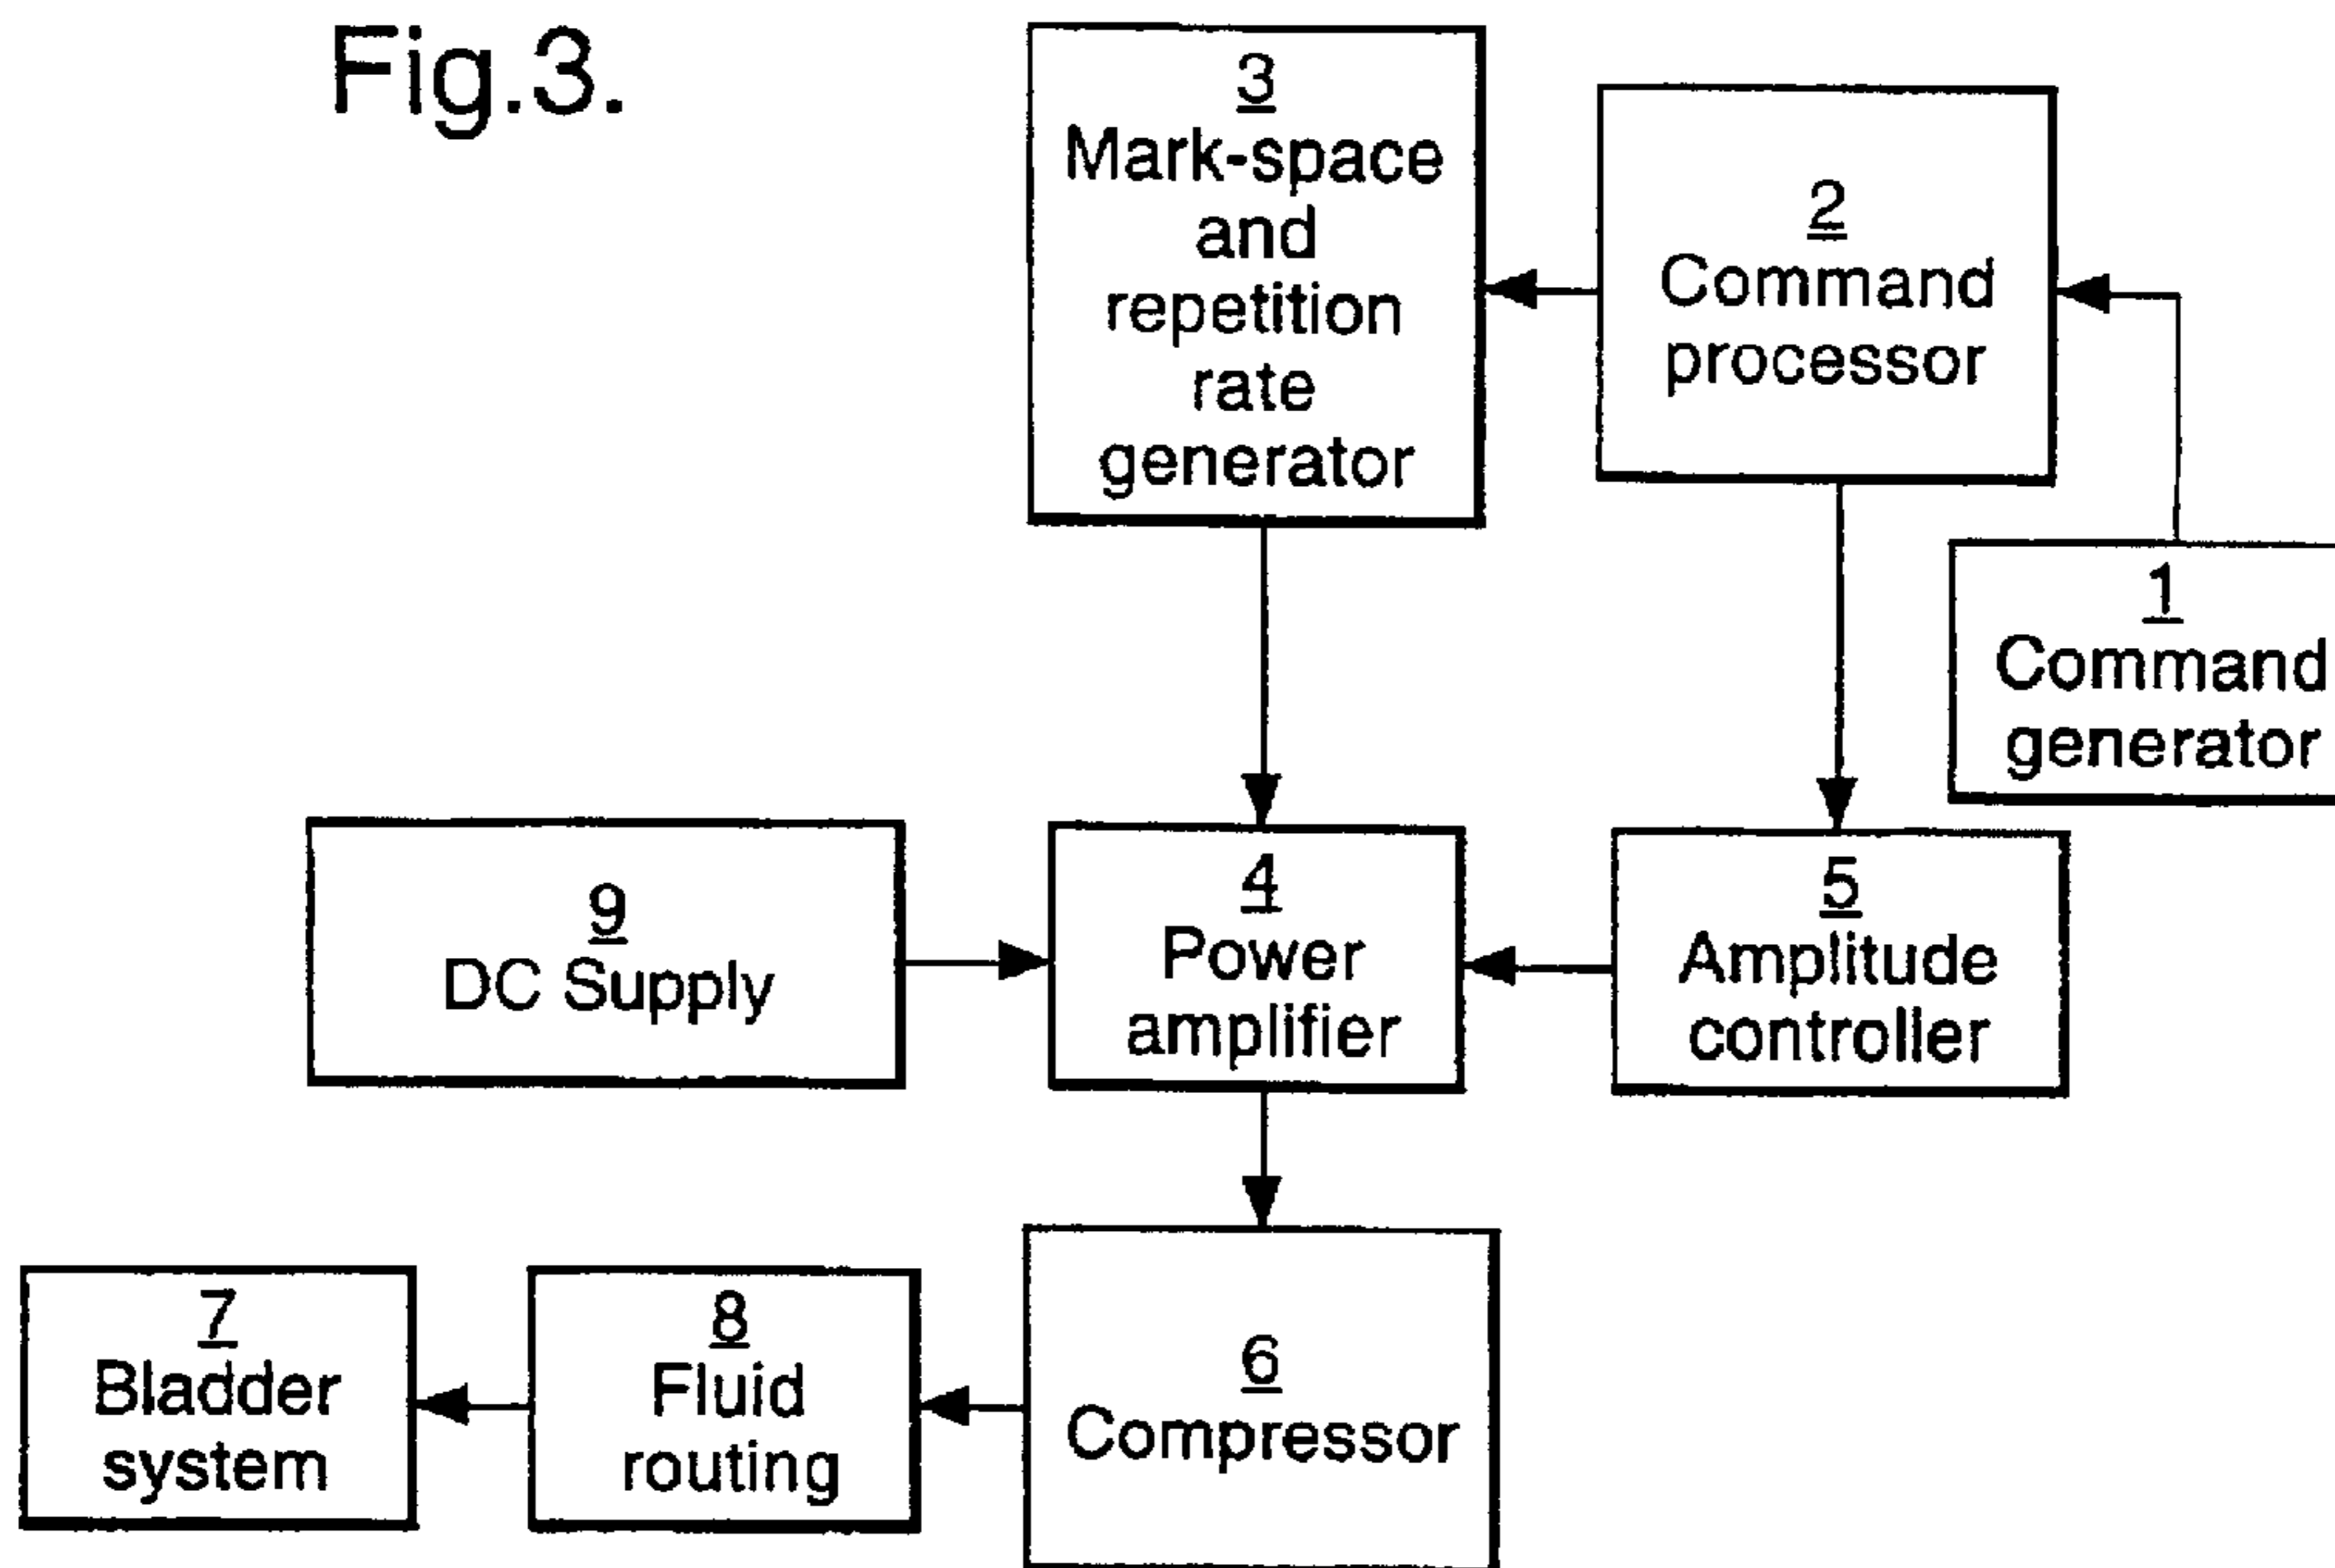 Fig.3.
3
Mark-space
and
repetition
rate
generator
2
Command
processor
1
Command
generator
9
DC Supply
4
Power
amplifier
5
Amplitude
controller
7
Bladder
system
8
Fluid
routing
6
Compressor